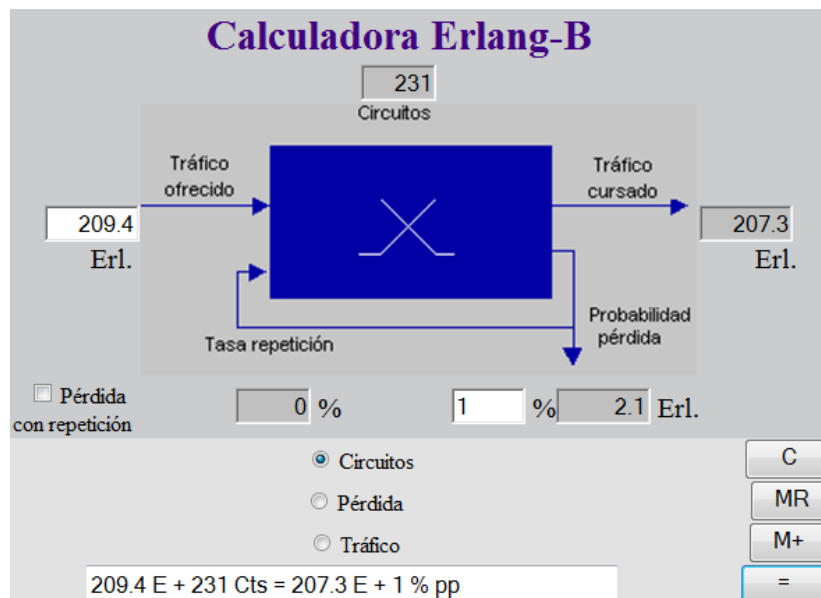 Calculadora Erlang-B
231
Circuitos
Tráfico
ofrecido
Tráfico
cursado
209.4
Erl.
207.3
Erl.
Tasa repetición
Probabilidad
pérdida
Pérdida
con repetición
0 %
1 % 2.1 Erl.
Circuitos
Pérdida
Tráfico
C
MR
M+
=
209.4 E + 231 Cts = 207.3 E + 1 % pp